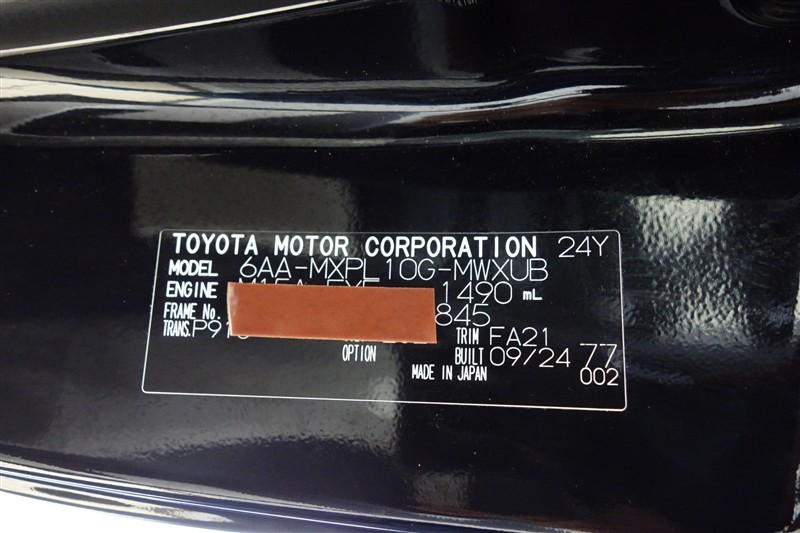 TOYOTA MOTOR CORPORATION 24Y
MODEL 6AA-MXPL10G-MWXUB
ENGINE 1490 mL
FRAME No. 845
TRANS. P91 TRIM FA21
OPTION BUILT 09/24 77
MADE IN JAPAN 002